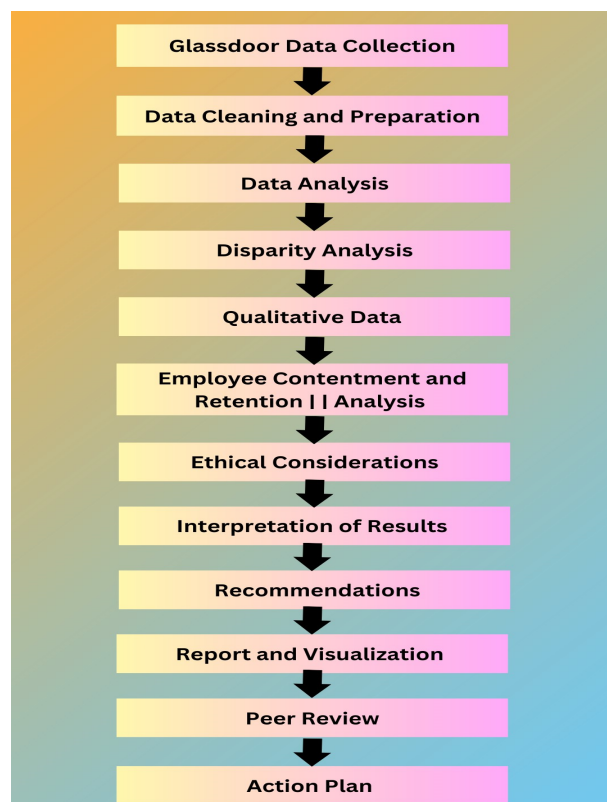 Glassdoor Data Collection
Data Cleaning and Preparation
Data Analysis
Disparity Analysis
Qualitative Data
Employee Contentment and
Retention | | Analysis
Ethical Considerations
Interpretation of Results
Recommendations
Report and Visualization
Peer Review
Action Plan